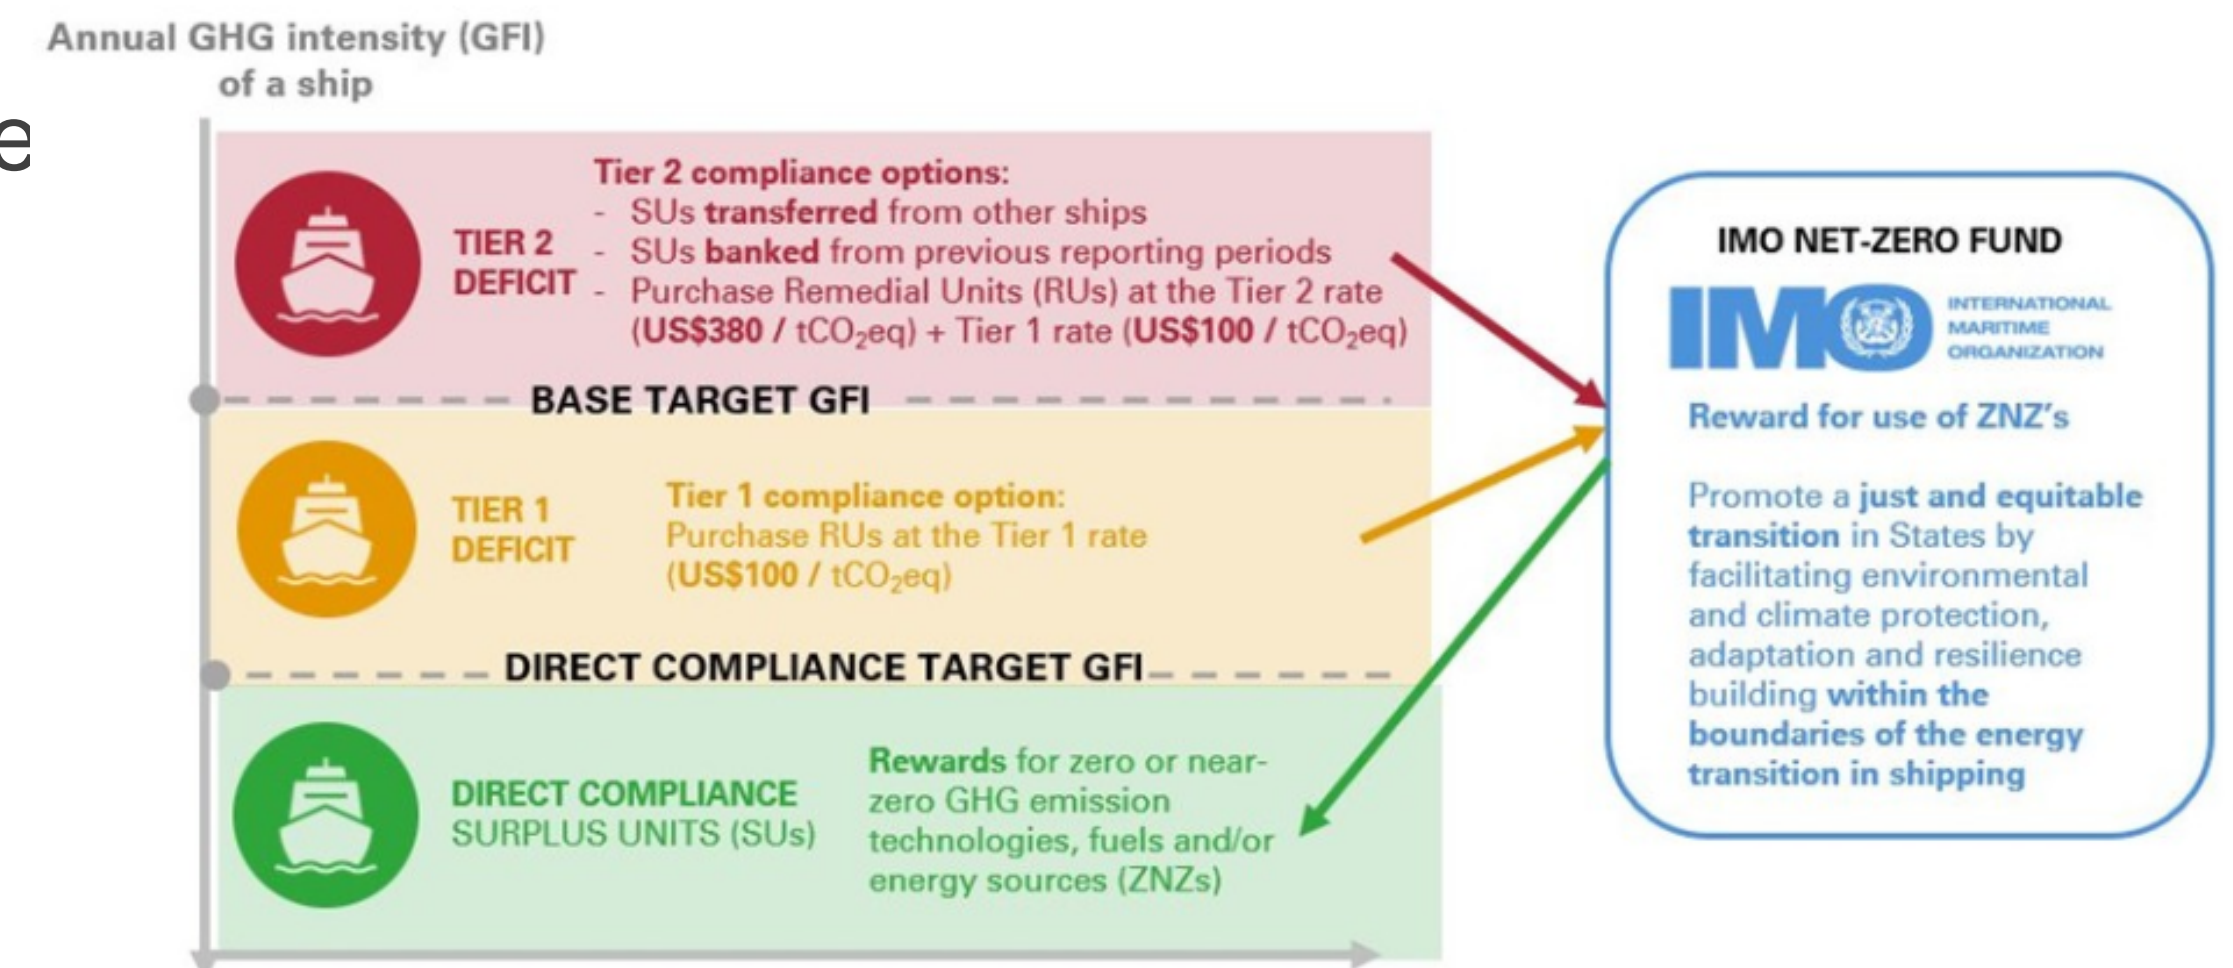 Annual GHG intensity (GFI)
of a ship
e
Tier 2 compliance options:
- SUs transferred from other ships
TIER 2
DEFICIT
- SUs banked from previous reporting periods
- Purchase Remedial Units (RUs) at the Tier 2 rate
(US$380 / tCO₂eq) + Tier 1 rate (US$100 / tCO₂eq)
BASE TARGET GFI
TIER 1
DEFICIT
Tier 1 compliance option:
Purchase RUs at the Tier 1 rate
(US$100 / tCO₂eq)
DIRECT COMPLIANCE TARGET GFI
DIRECT COMPLIANCE
SURPLUS UNITS (SUs)
Rewards for zero or near-
zero GHG emission
technologies, fuels and/or
energy sources (ZNZs)
IMO NET-ZERO FUND
IMO
INTERNATIONAL
MARITIME
ORGANIZATION
Reward for use of ZNZ’s
Promote a just and equitable
transition in States by
facilitating environmental
and climate protection,
adaptation and resilience
building within the
boundaries of the energy
transition in shipping